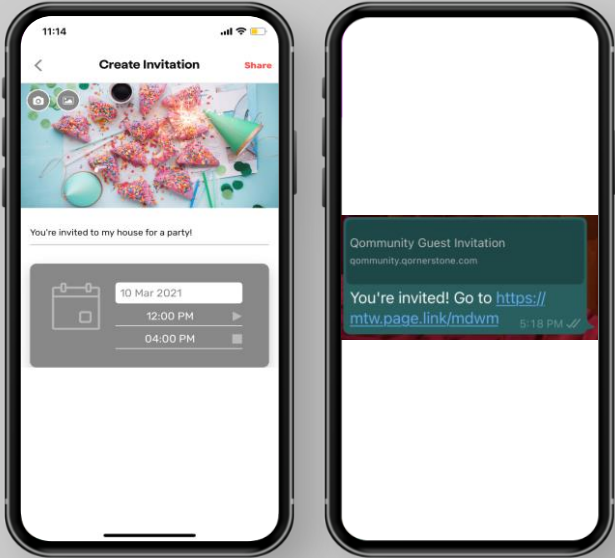 11:14
Create Invitation
Share
You're invited to my house for a party!
10 Mar 2021
12:00 PM
04:00 PM
Qommunity Guest Invitation
qommunity.qornerstone.com
You're invited! Go to https://
mtw.page.link/mdwm
5:18 PM